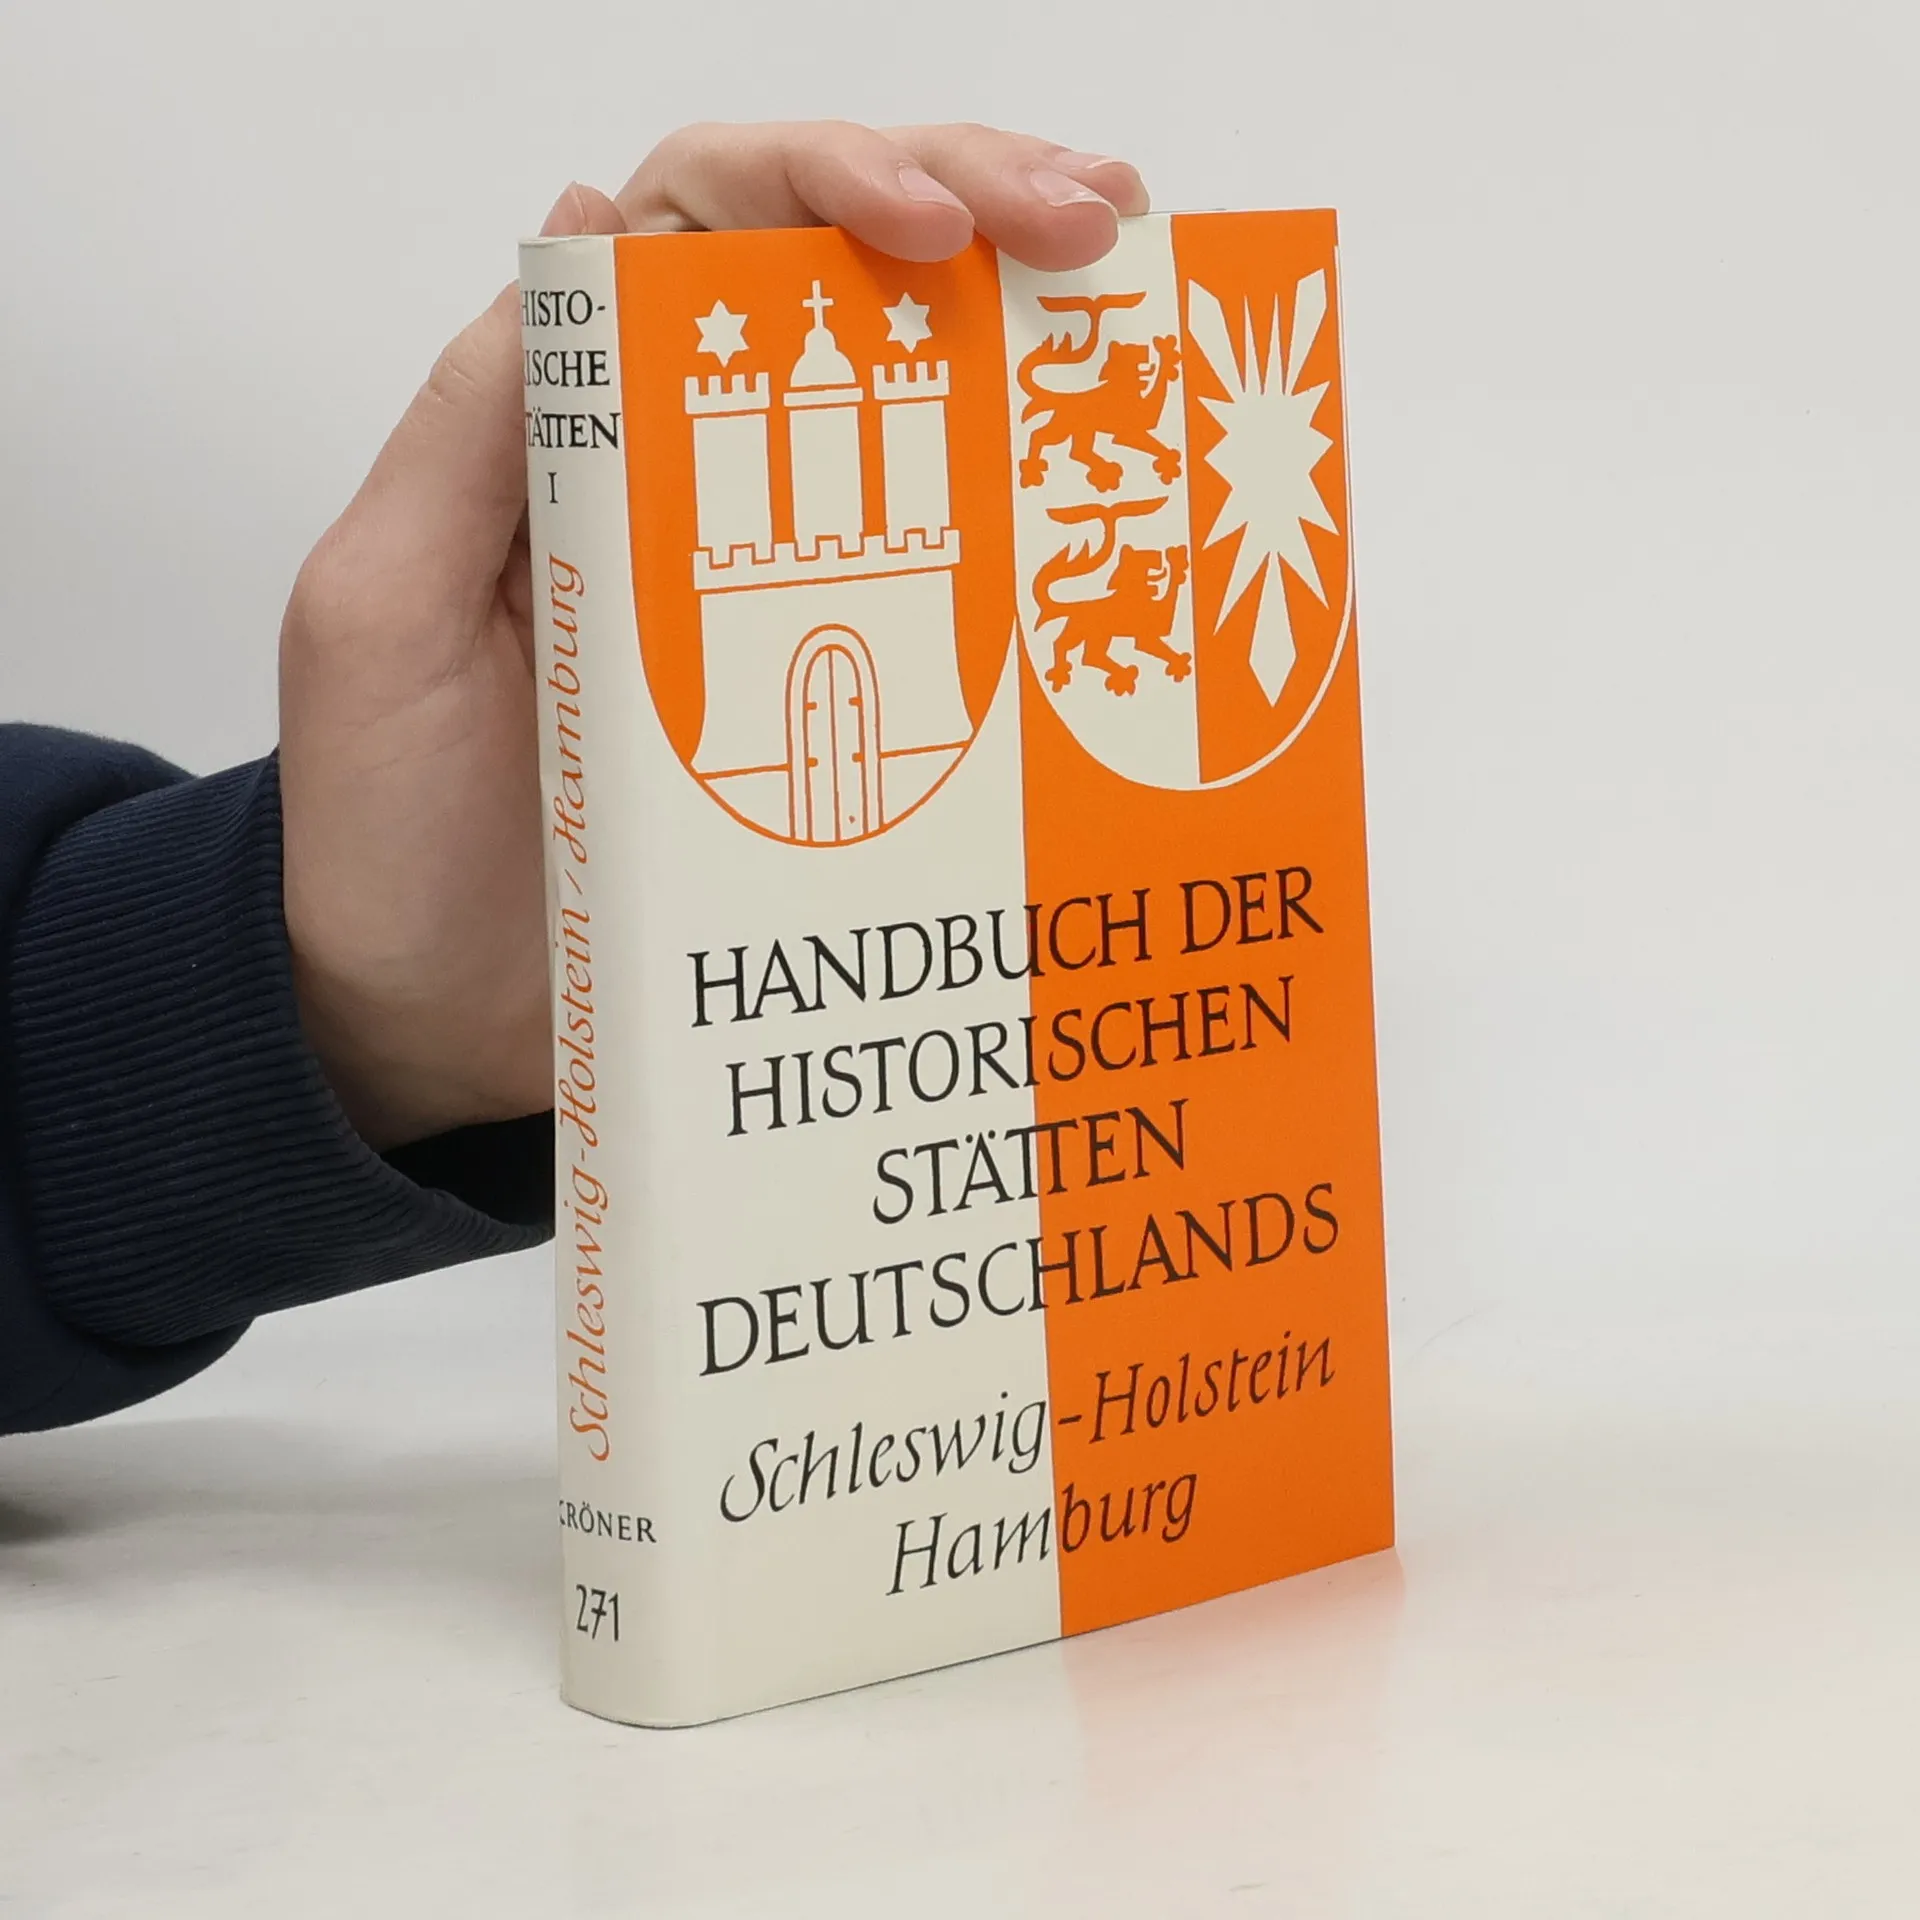 HISTO-
RISCHE
STÄTTEN
I
Schleswig-Holstein / Hamburg
KRÖNER
271
HANDBUCH DER
HISTORISCHEN
STÄTTEN
DEUTSCHLANDS
Schleswig-Holstein
Hamburg